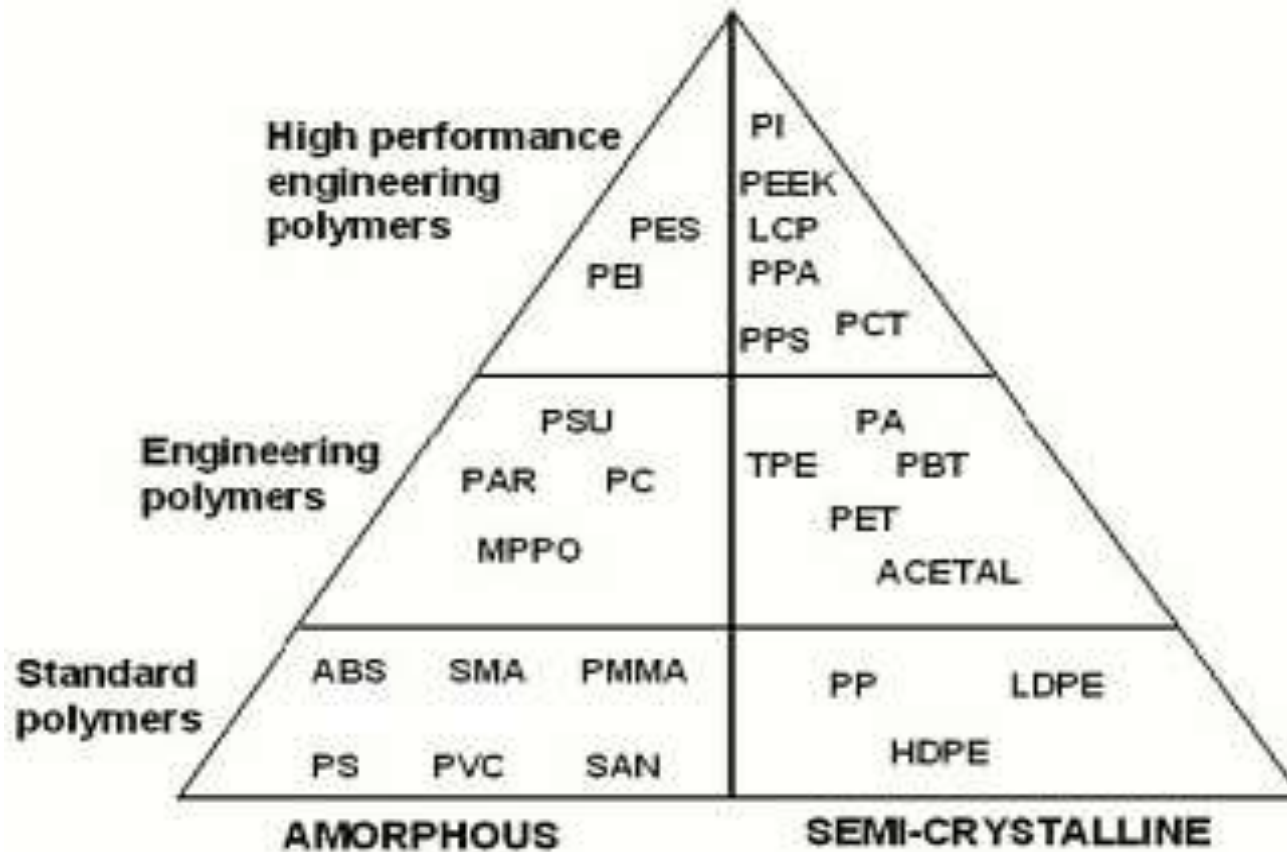 High performance
engineering
polymers
PI
PEEK
PES LCP
PEI PPA
PPS PCT
Engineering
polymers
PSU PA
PAR PC TPE PBT
PET
MPPO
ACETAL
Standard
polymers
ABS SMA PMMA PP LDPE
PS PVC SAN HDPE
AMORPHOUS SEMI-CRYSTALLINE